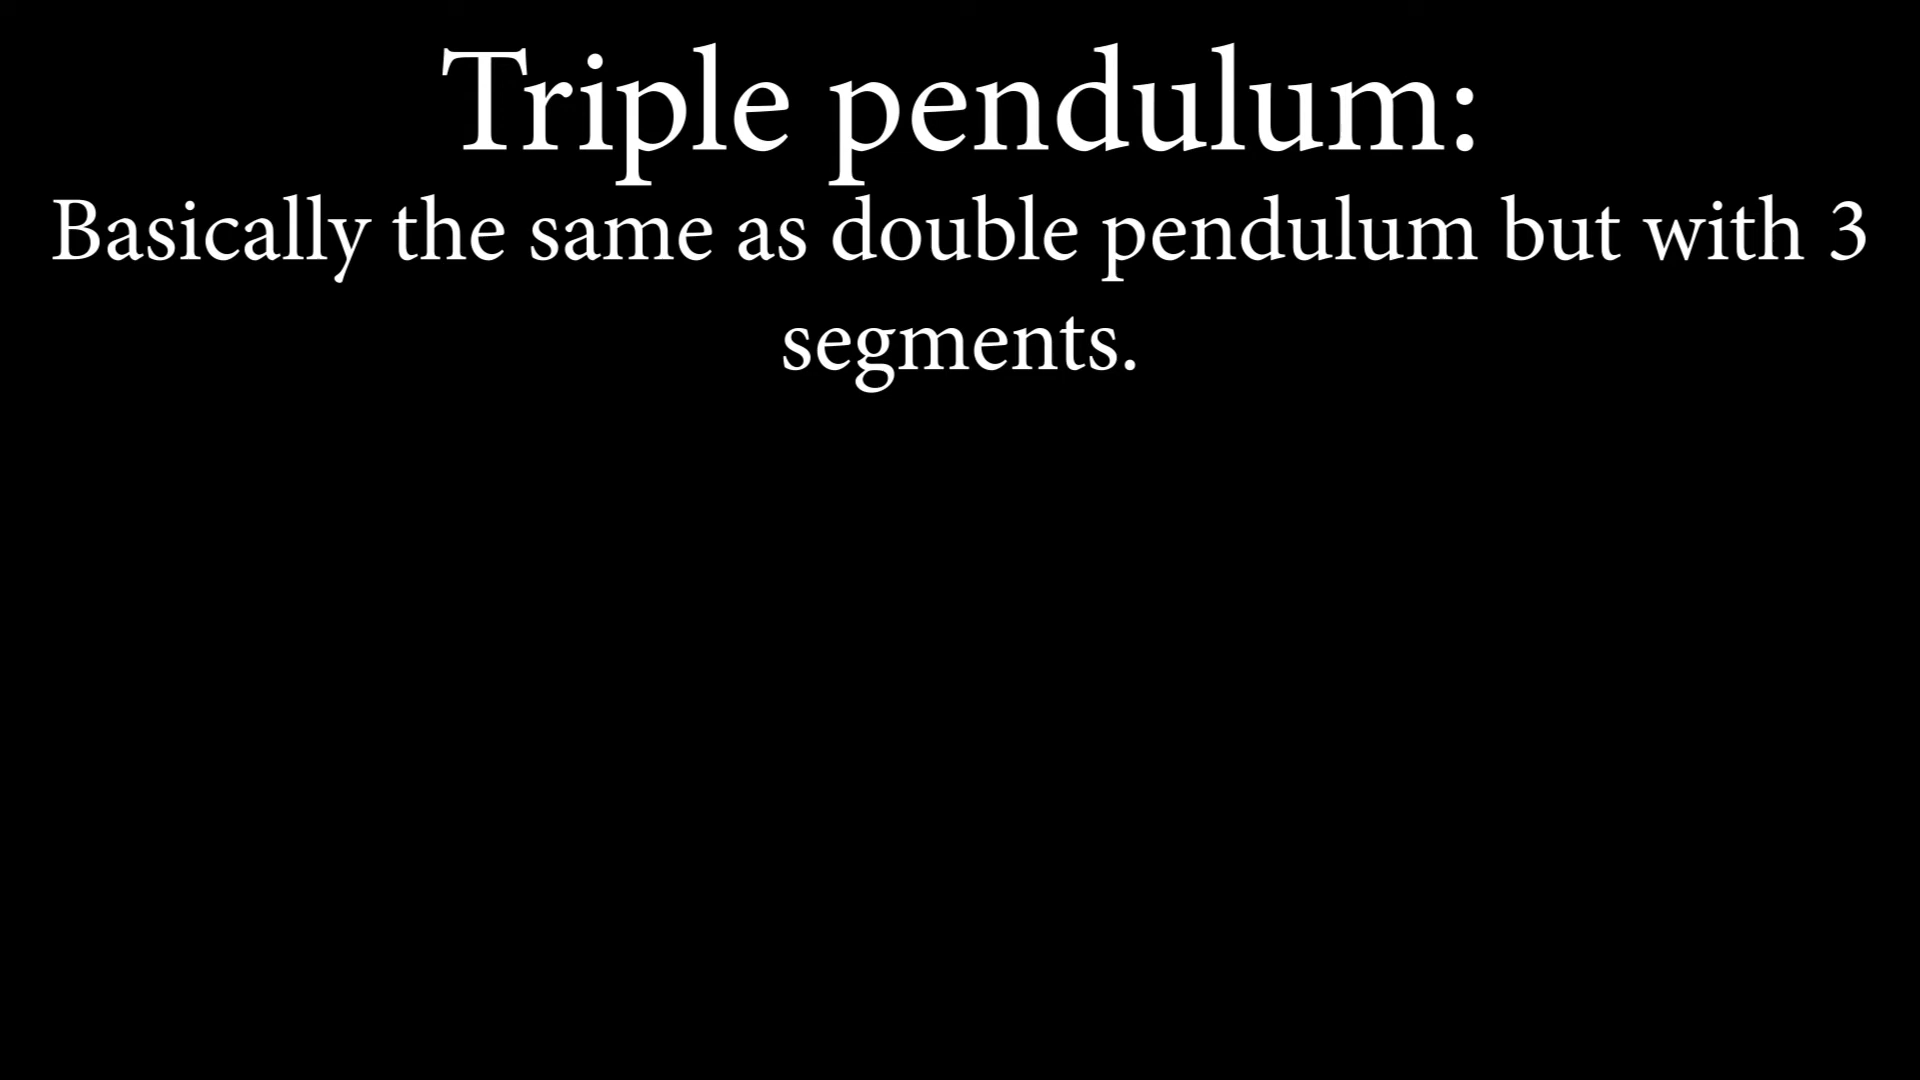 Triple pendulum:
Basically the same as double pendulum but with 3
segments.